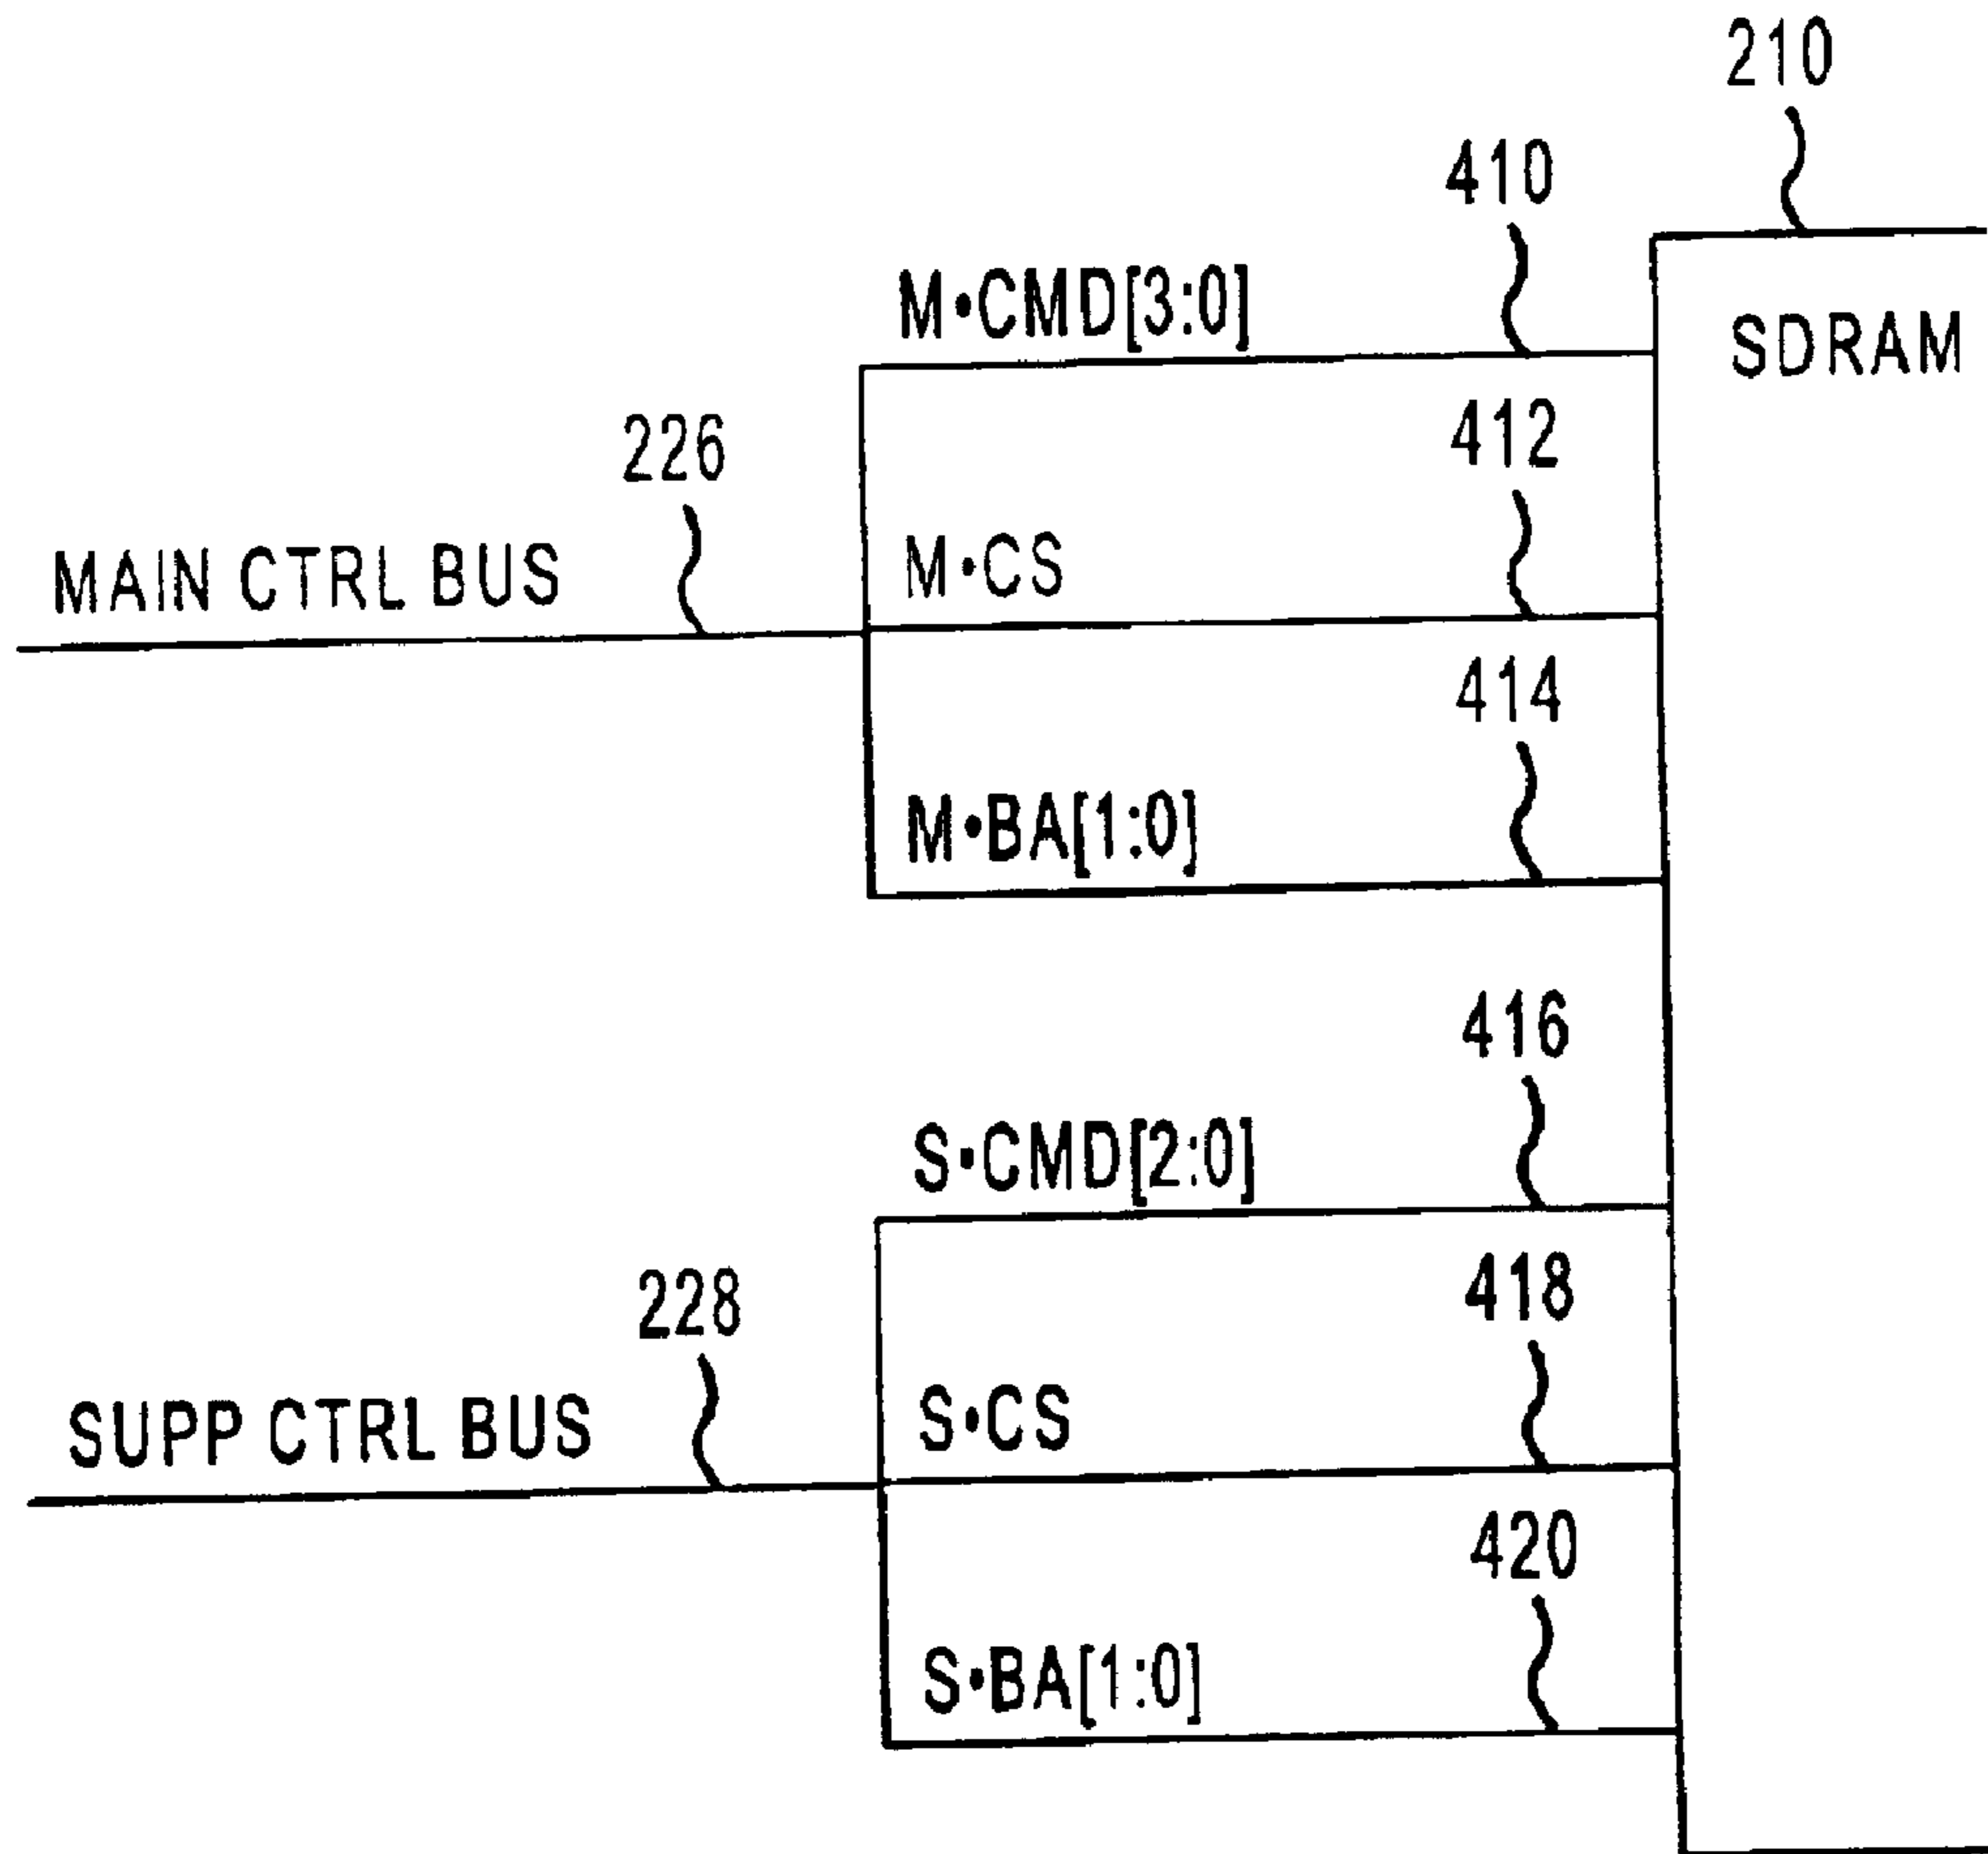 210
410
M•CMD[3:0]
SDRAM
412
226
M•CS
MAIN CTRL BUS
414
M•BA[1:0]
416
S•CMD[2:0]
418
228
S•CS
SUPP CTRL BUS
420
S•BA[1:0]